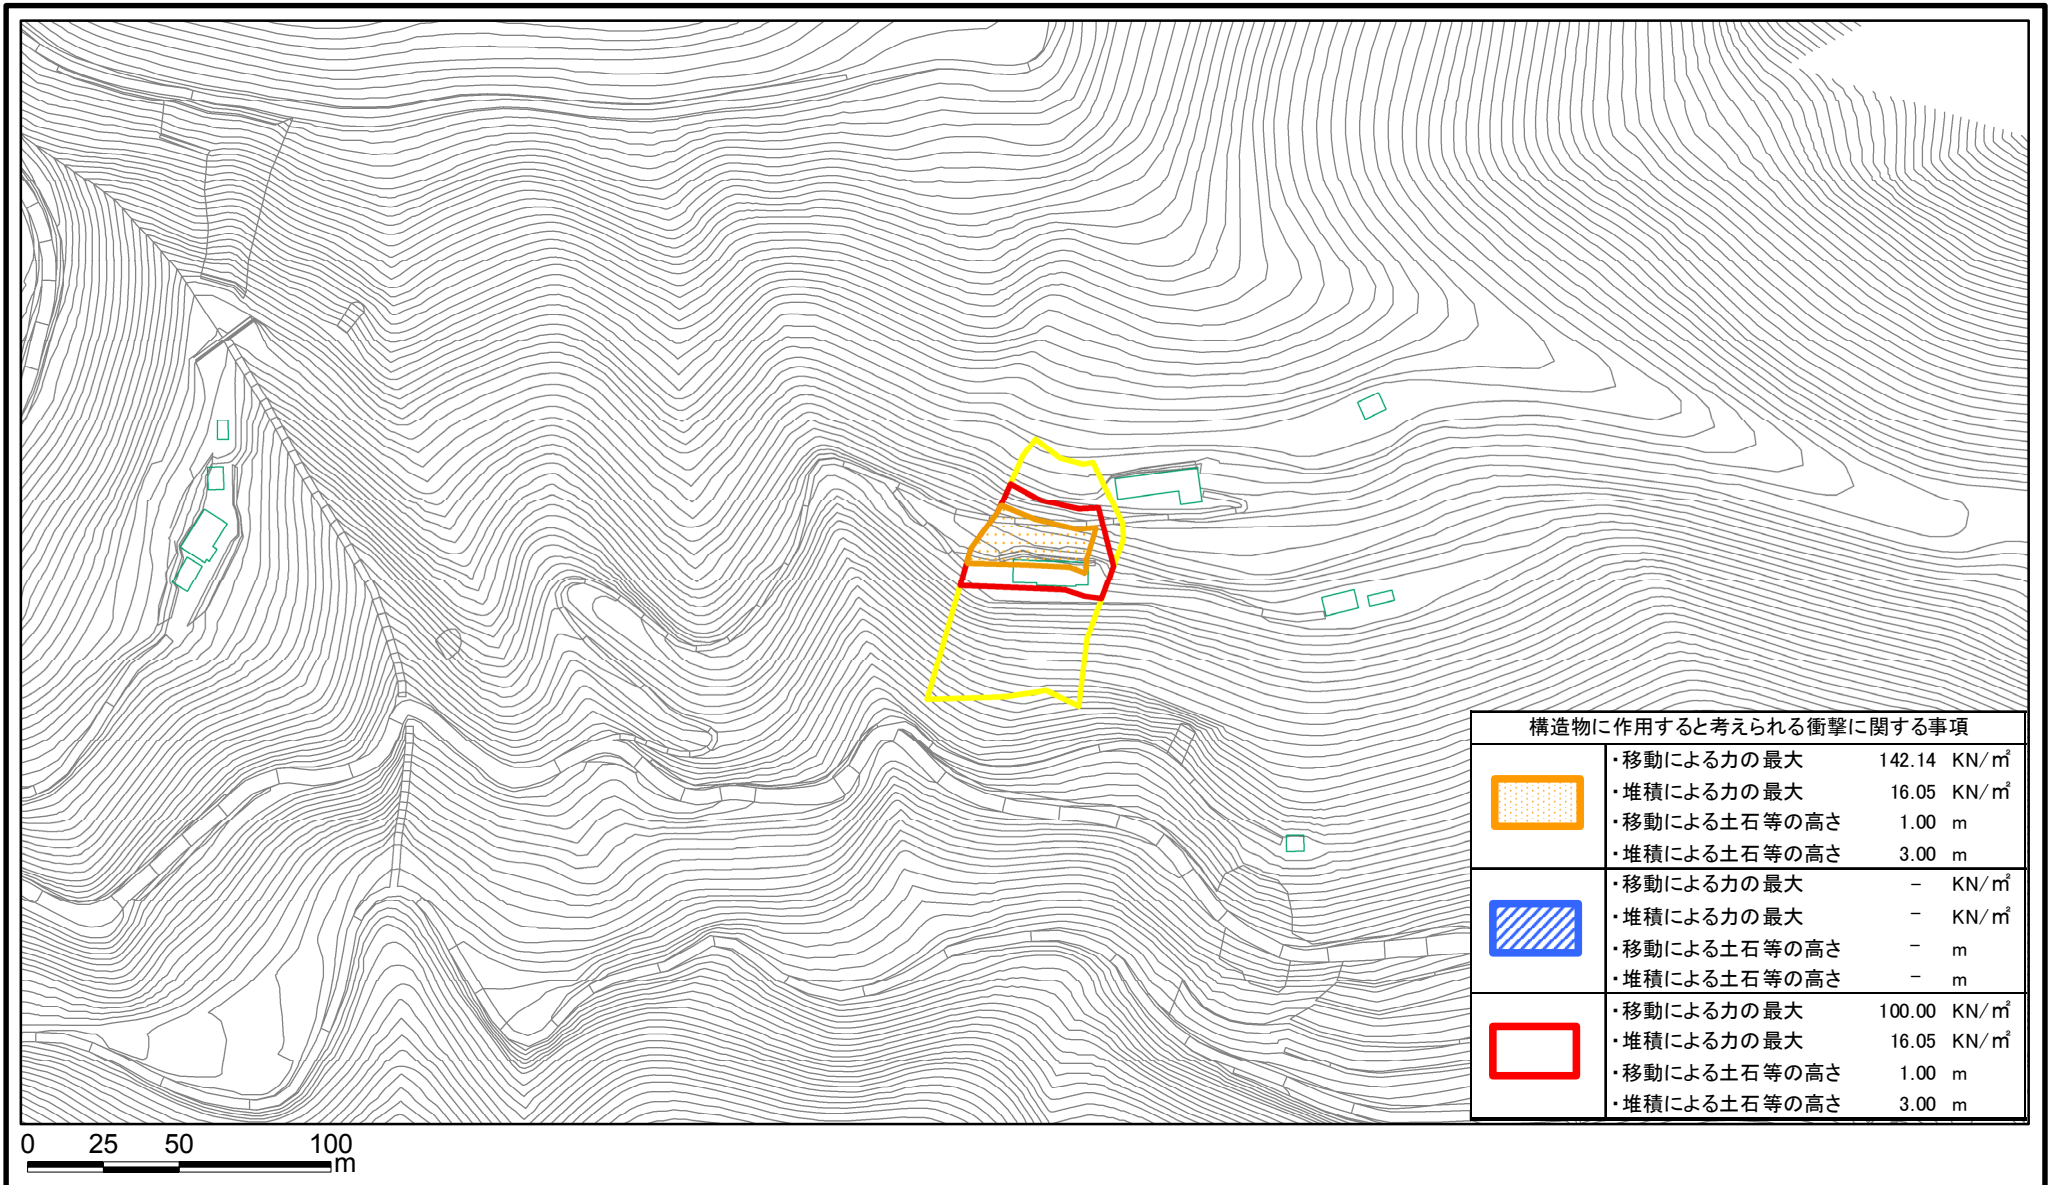 構造物に作用すると考えられる衝撃に関する事項
・移動による力の最大 142.14 KN/㎡
・堆積による力の最大 16.05 KN/㎡
・移動による土石等の高さ 1.00 m
・堆積による土石等の高さ 3.00 m
・移動による力の最大 - KN/㎡
・堆積による力の最大 - KN/㎡
・移動による土石等の高さ - m
・堆積による土石等の高さ - m
・移動による力の最大 100.00 KN/㎡
・堆積による力の最大 16.05 KN/㎡
・移動による土石等の高さ 1.00 m
・堆積による土石等の高さ 3.00 m
0 25 50 100
m